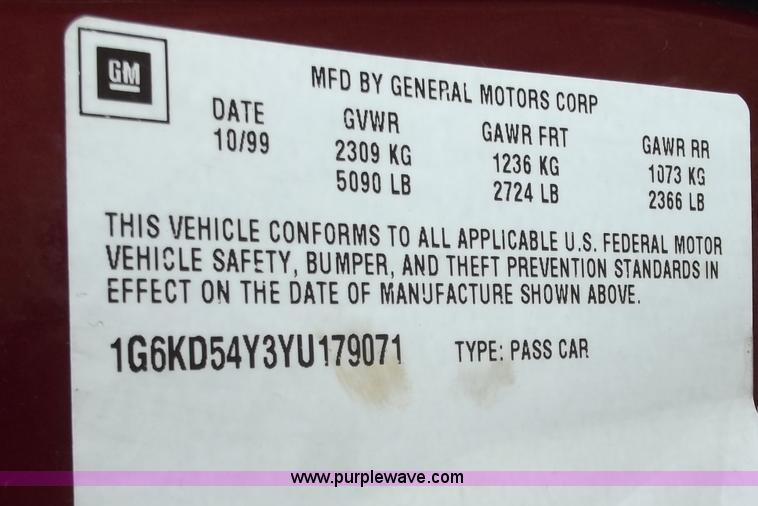 GM
MFD BY GENERAL MOTORS CORP
DATE GVWR GAWR FRT GAWR RR
10/99 2309 KG 1236 KG 1073 KG
5090 LB 2724 LB 2366 LB
THIS VEHICLE CONFORMS TO ALL APPLICABLE U.S. FEDERAL MOTOR
VEHICLE SAFETY, BUMPER, AND THEFT PREVENTION STANDARDS IN
EFFECT ON THE DATE OF MANUFACTURE SHOWN ABOVE.
1G6KD54Y3YU179071 TYPE: PASS CAR
www.purplewave.com